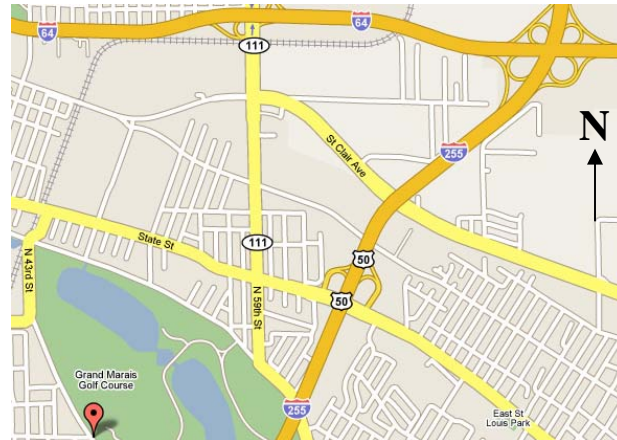 64
111
64
N
St Clair Ave
255
111
State St
50
N 43rd St
50
N 59th St
Grand Marais
Golf Course
255
East St
Louis Park